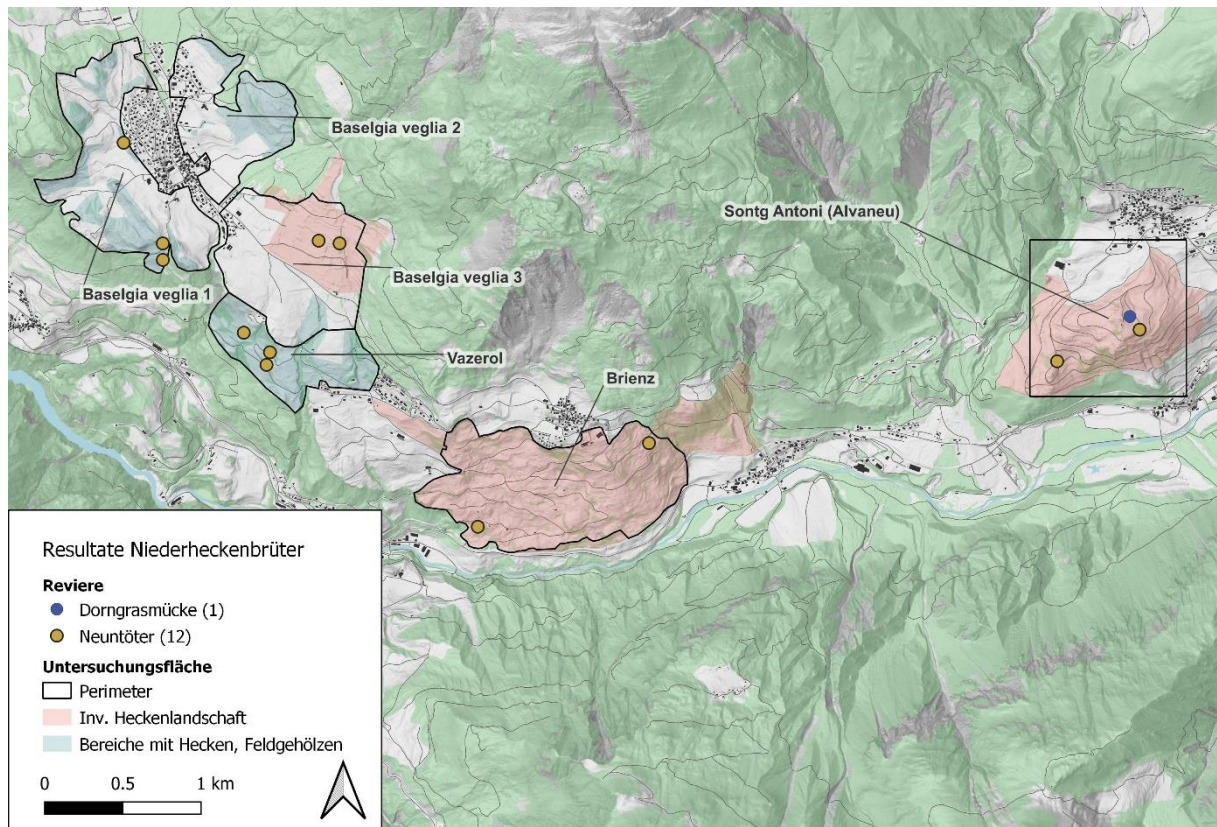 Baselgia veglia 2
Sontg Antoni (Alvaneu)
Baselgia veglia 3
Baselgia veglia 1
Vazerol
Brienz
Resultate Niederheckenbrüter
Reviere
Dorngrasmücke (1)
Neuntöter (12)
Untersuchungsfläche
Perimeter
Inv. Heckenlandschaft
Bereiche mit Hecken, Feldgehölzen
0 0.5 1 km